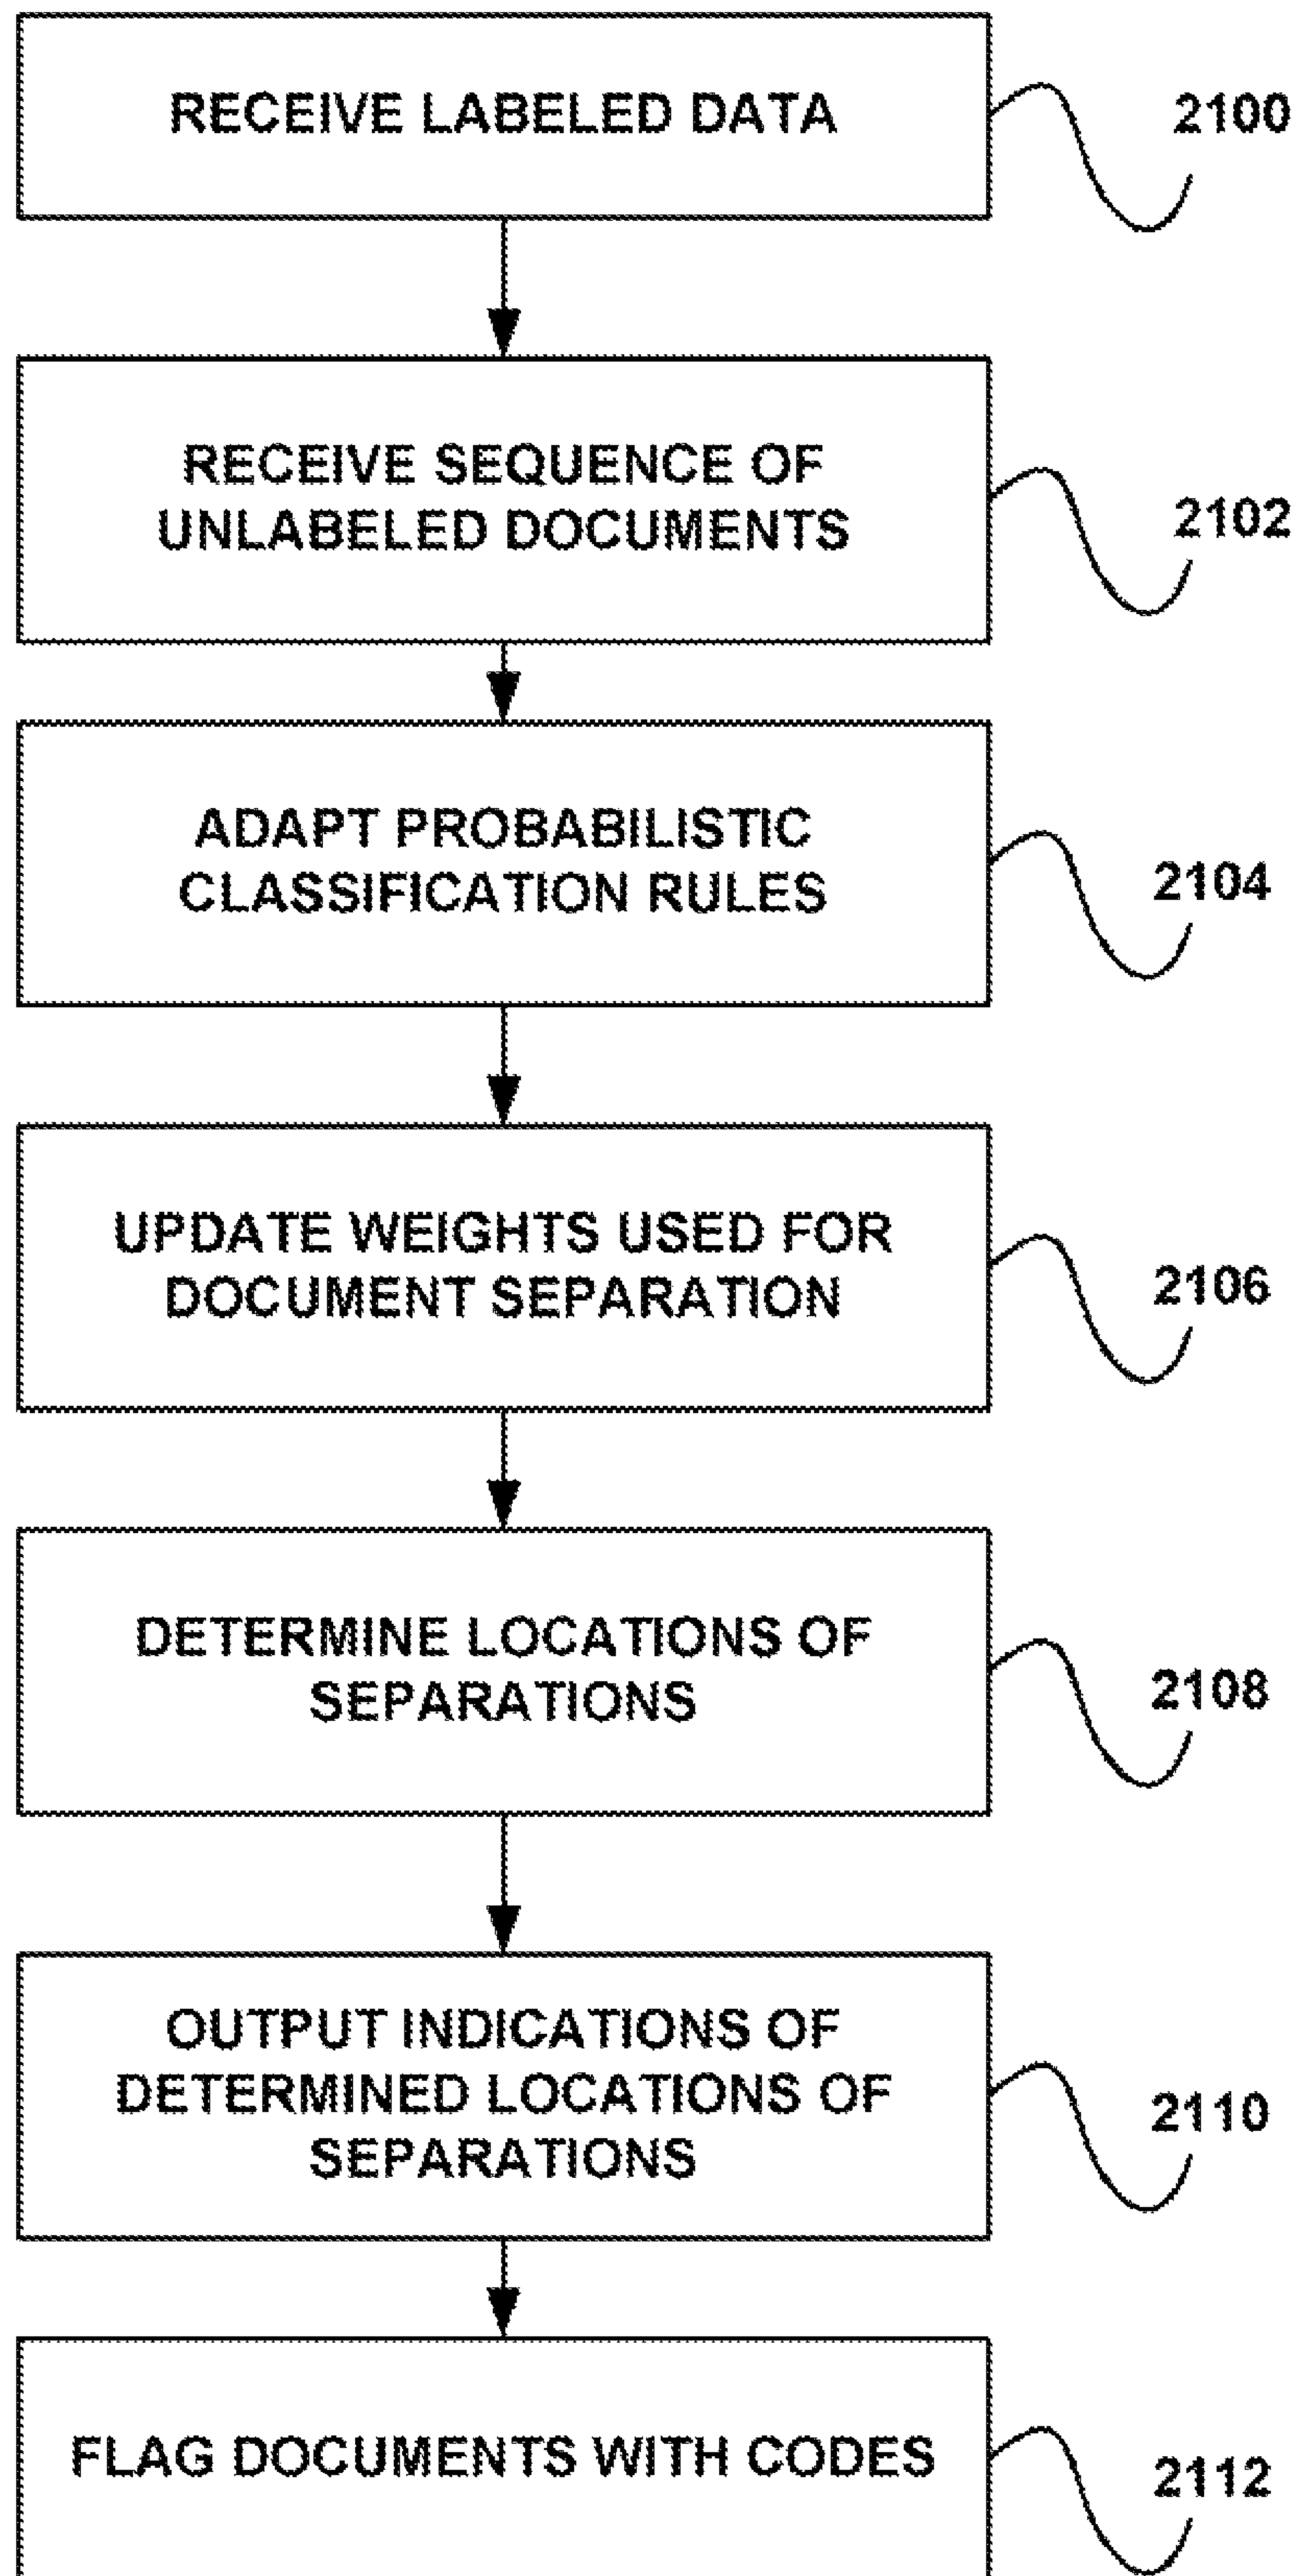 RECEIVE LABELED DATA
2100
RECEIVE SEQUENCE OF
UNLABELED DOCUMENTS
2102
ADAPT PROBABILISTIC
CLASSIFICATION RULES
2104
UPDATE WEIGHTS USED FOR
DOCUMENT SEPARATION
2106
DETERMINE LOCATIONS OF
SEPARATIONS
2108
OUTPUT INDICATIONS OF
DETERMINED LOCATIONS OF
SEPARATIONS
2110
FLAG DOCUMENTS WITH CODES
2112